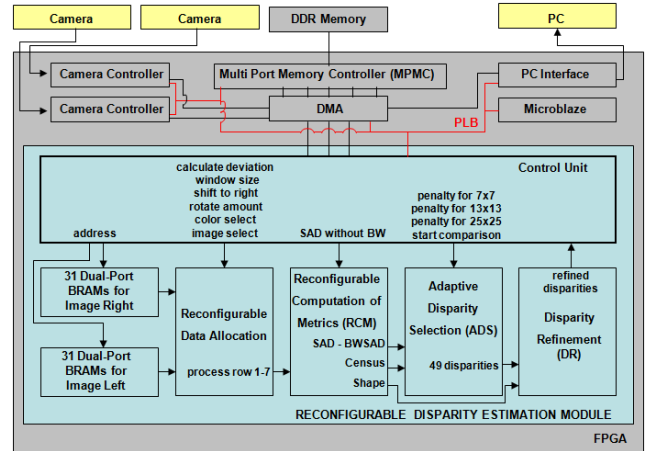 Camera
Camera
DDR Memory
PC
Camera Controller
Multi Port Memory Controller (MPMC)
PC Interface
Camera Controller
DMA
Microblaze
PLB
calculate deviation
window size
shift to right
rotate amount
color select
image select
Control Unit
penalty for 7x7
penalty for 13x13
penalty for 25x25
start comparison
address
SAD without BW
31 Dual-Port
BRAMs for
Image Right
31 Dual-Port
BRAMs for
Image Left
Reconfigurable
Data Allocation
process row 1-7
Reconfigurable
Computation of
Metrics (RCM)
SAD - BWSAD
Census
Shape
Adaptive
Disparity
Selection (ADS)
49 disparities
refined
disparities
Disparity
Refinement
(DR)
RECONFIGURABLE DISPARITY ESTIMATION MODULE
FPGA